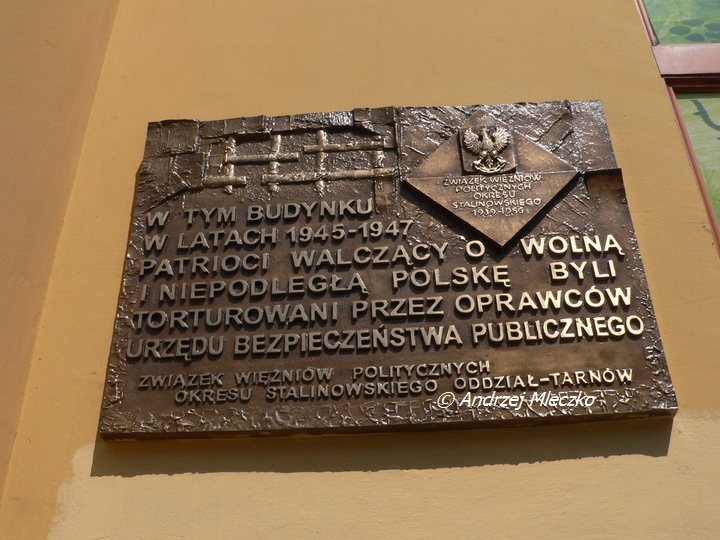 ZWIĄZEK WIĘŹNIÓW
POLITYCZNYCH
OKRESU
STALINOWSKIEGO
1939-1956
W TYM BUDYNKU
W LATACH 1945-1947
PATRIOCI WALCZĄCY O WOLNĄ
I NIEPODLEGŁĄ POLSKĘ BYLI
TORTUROWANI PRZEZ OPRAWCÓW
URZĘDU BEZPIECZEŃSTWA PUBLICZNEGO
ZWIĄZEK WIĘŹNIÓW POLITYCZNYCH
OKRESU STALINOWSKIEGO ODDZIAŁ-TARNÓW
© Andrzej Mleczko